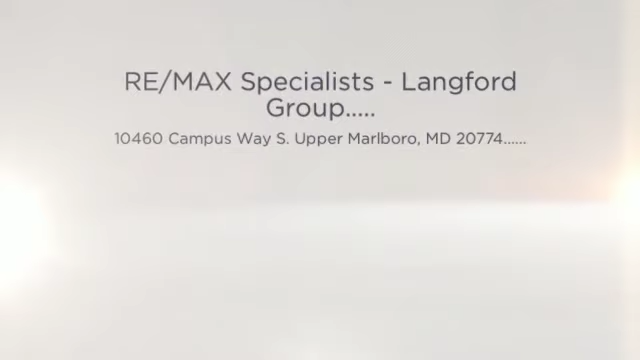 RE/MAX Specialists - Langford
Group.....
10460 Campus Way S. Upper Marlboro, MD 20774......